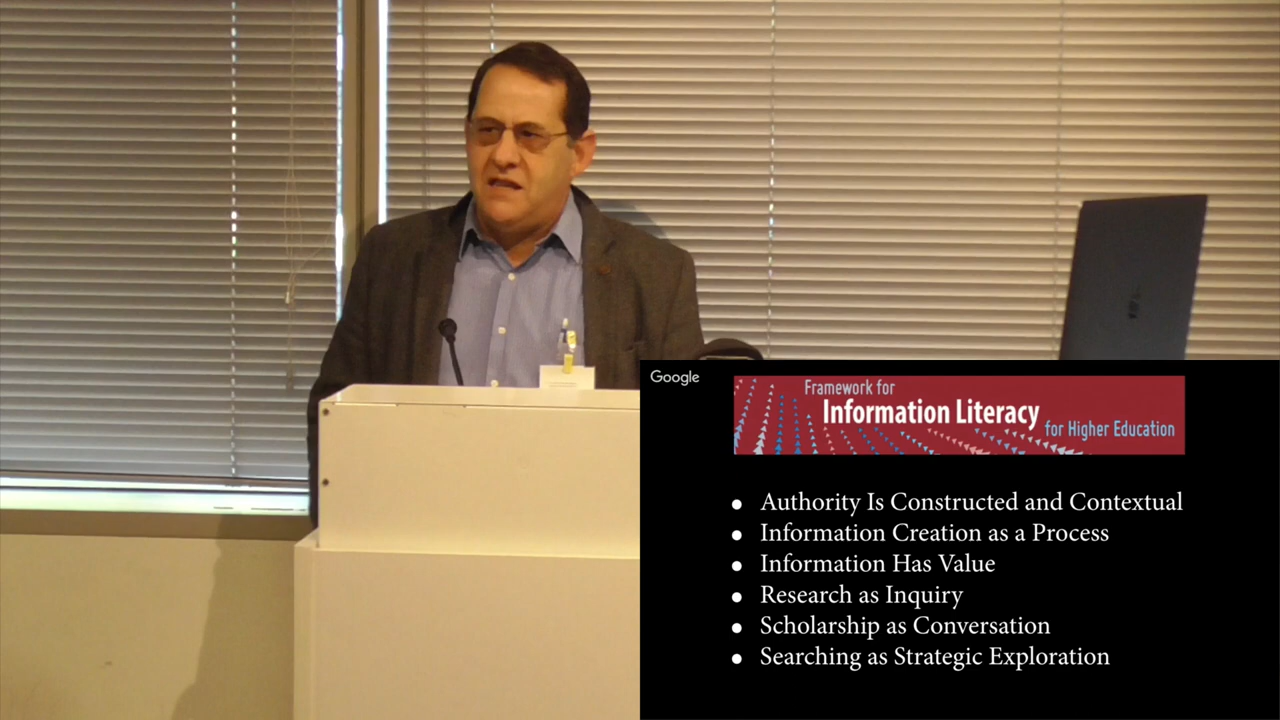 Google
Framework for
Information Literacy
for Higher Education
● Authority Is Constructed and Contextual
● Information Creation as a Process
● Information Has Value
● Research as Inquiry
● Scholarship as Conversation
● Searching as Strategic Exploration